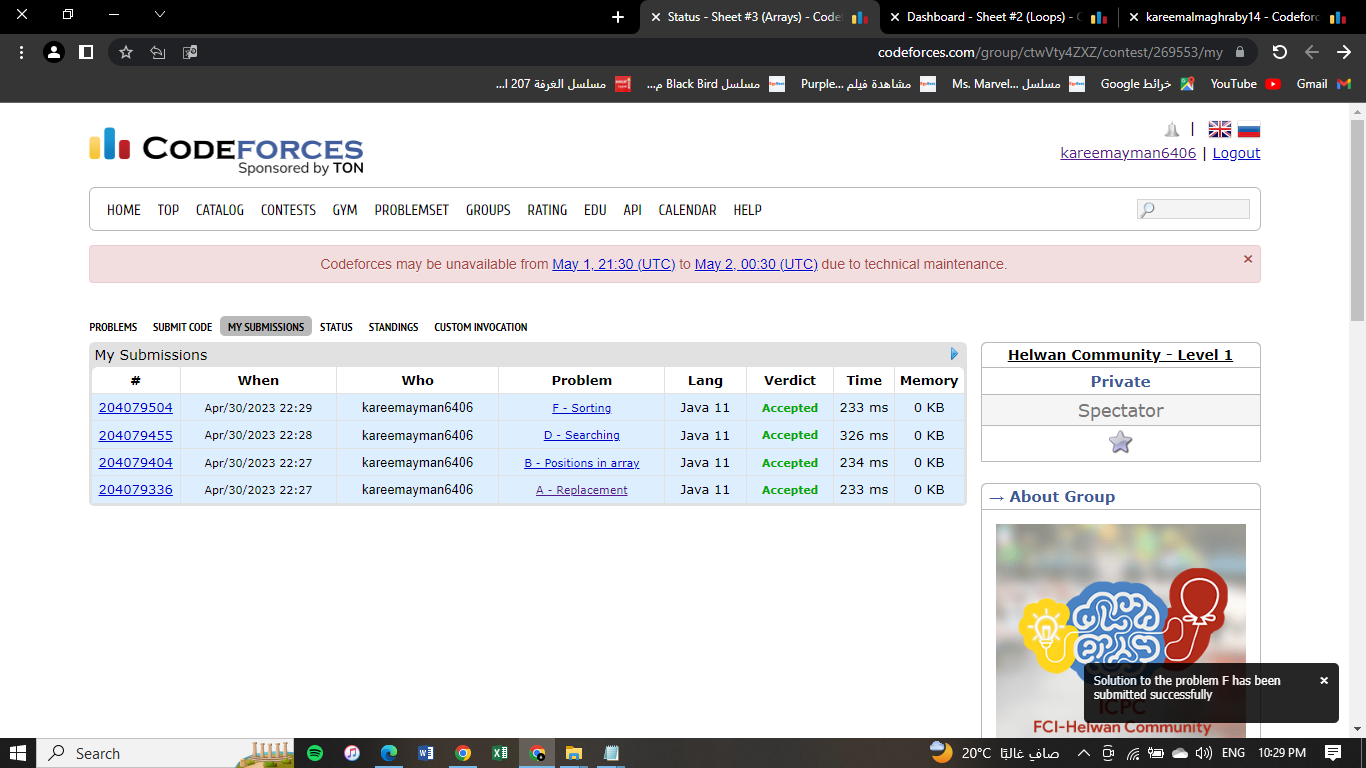 Status - Sheet #3 (Arrays) - Code
Dashboard - Sheet #2 (Loops) - C
kareemalmaghraby14 - Codeforc
codeforces.com/group/ctwVty4ZXZ/contest/269553/my
مسلسل الغرفة 207 ا...
مسلسل Black Bird م...
مشاهدة فيلم Purple...
مسلسل Ms. Marvel...
خرائط Google
YouTube
Gmail
CODEFORCES
Sponsored by TON
kareemayman6406 | Logout
HOME TOP CATALOG CONTESTS GYM PROBLEMSET GROUPS RATING EDU API CALENDAR HELP
Codeforces may be unavailable from May 1, 21:30 (UTC) to May 2, 00:30 (UTC) due to technical maintenance.
PROBLEMS SUBMIT CODE MY SUBMISSIONS STATUS STANDINGS CUSTOM INVOCATION
My Submissions
# When Who Problem Lang Verdict Time Memory
204079504 Apr/30/2023 22:29 kareemayman6406 F - Sorting Java 11 Accepted 233 ms 0 KB
204079455 Apr/30/2023 22:28 kareemayman6406 D - Searching Java 11 Accepted 326 ms 0 KB
204079404 Apr/30/2023 22:27 kareemayman6406 B - Positions in array Java 11 Accepted 234 ms 0 KB
204079336 Apr/30/2023 22:27 kareemayman6406 A - Replacement Java 11 Accepted 233 ms 0 KB
Helwan Community - Level 1
Private
Spectator
→ About Group
ICPC
FCI-Helwan Community
Solution to the problem F has been
submitted successfully
Search
20°C صافٍ غالبًا
ENG
10:29 PM